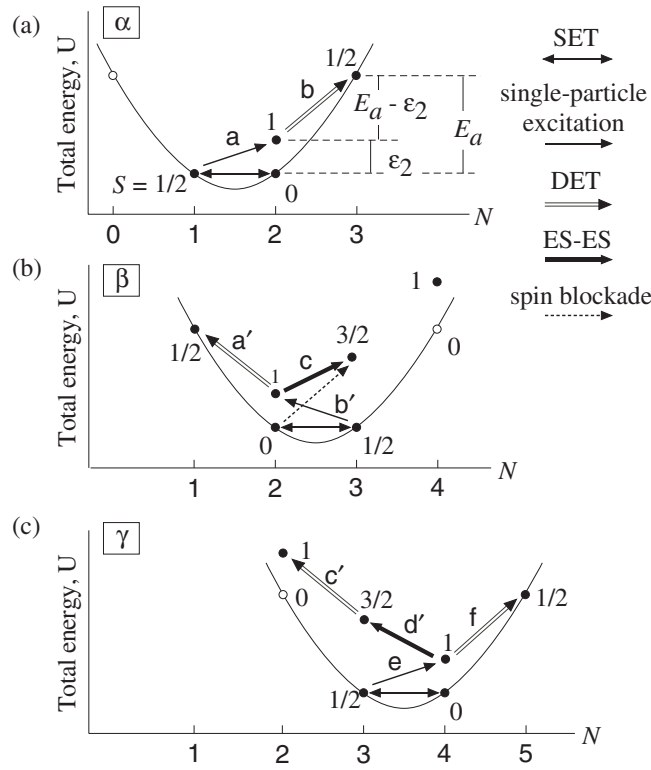 (a) α
Total energy, U
S = 1/2
a
1
b
1/2
0
E_a - ε_2
ε_2
E_a
N
0 1 2 3
SET
single-particle
excitation
DET
ES-ES
spin blockade
(b) β
Total energy, U
1/2
a′
1
c
3/2
b′
0
1/2
1
0
N
1 2 3 4
(c) γ
Total energy, U
1
0
c′
3/2
d′
1
f
1/2
e
1/2
0
N
1 2 3 4 5